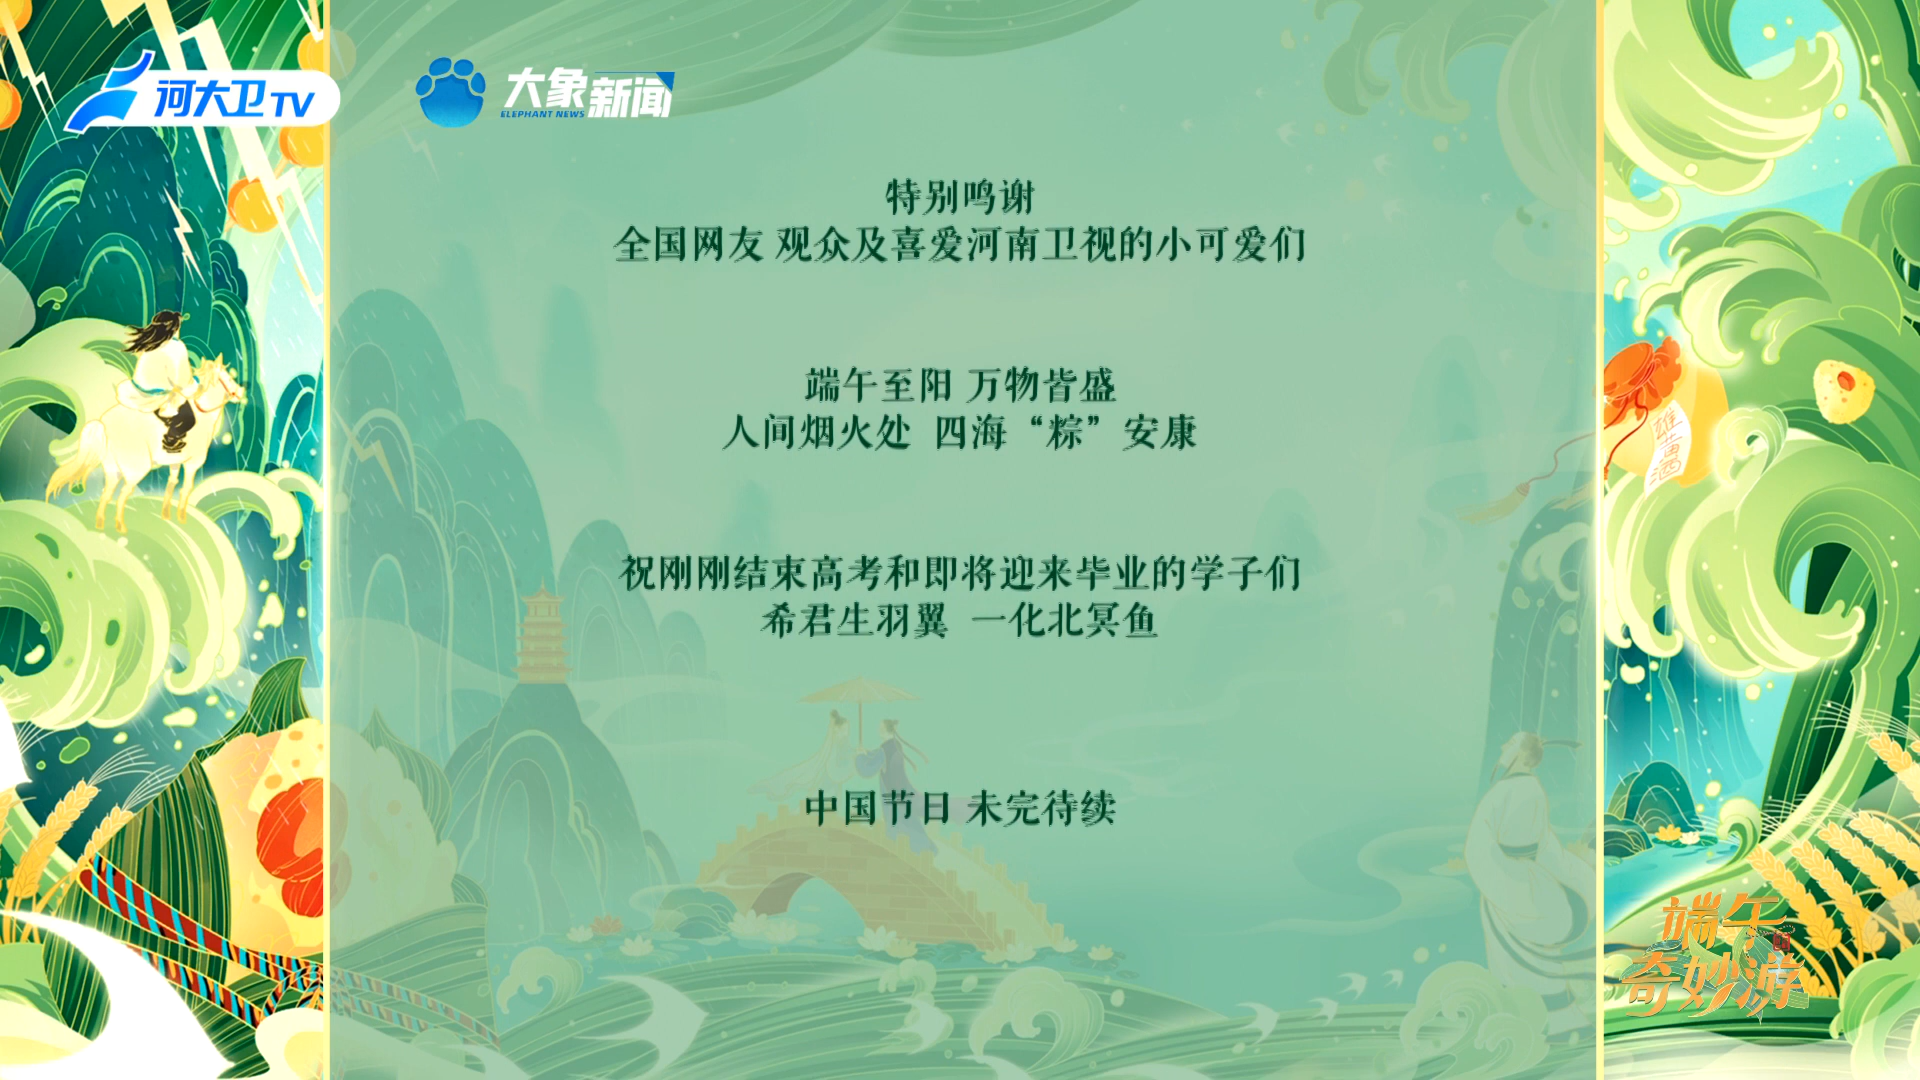 河大卫TV
大象新闻
ELEPHANT NEWS
特别鸣谢
全国网友 观众及喜爱河南卫视的小可爱们
端午至阳 万物皆盛
人间烟火处 四海“粽”安康
祝刚刚结束高考和即将迎来毕业的学子们
希君生羽翼 一化北冥鱼
中国节日 未完待续
雄黄酒
端午
奇妙游